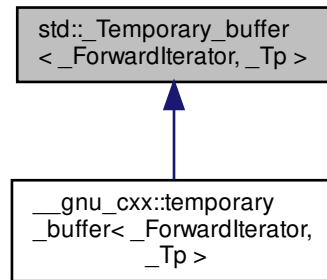 std::_Temporary_buffer
< _ForwardIterator, _Tp >
__gnu_cxx::temporary
_buffer< _ForwardIterator,
_Tp >